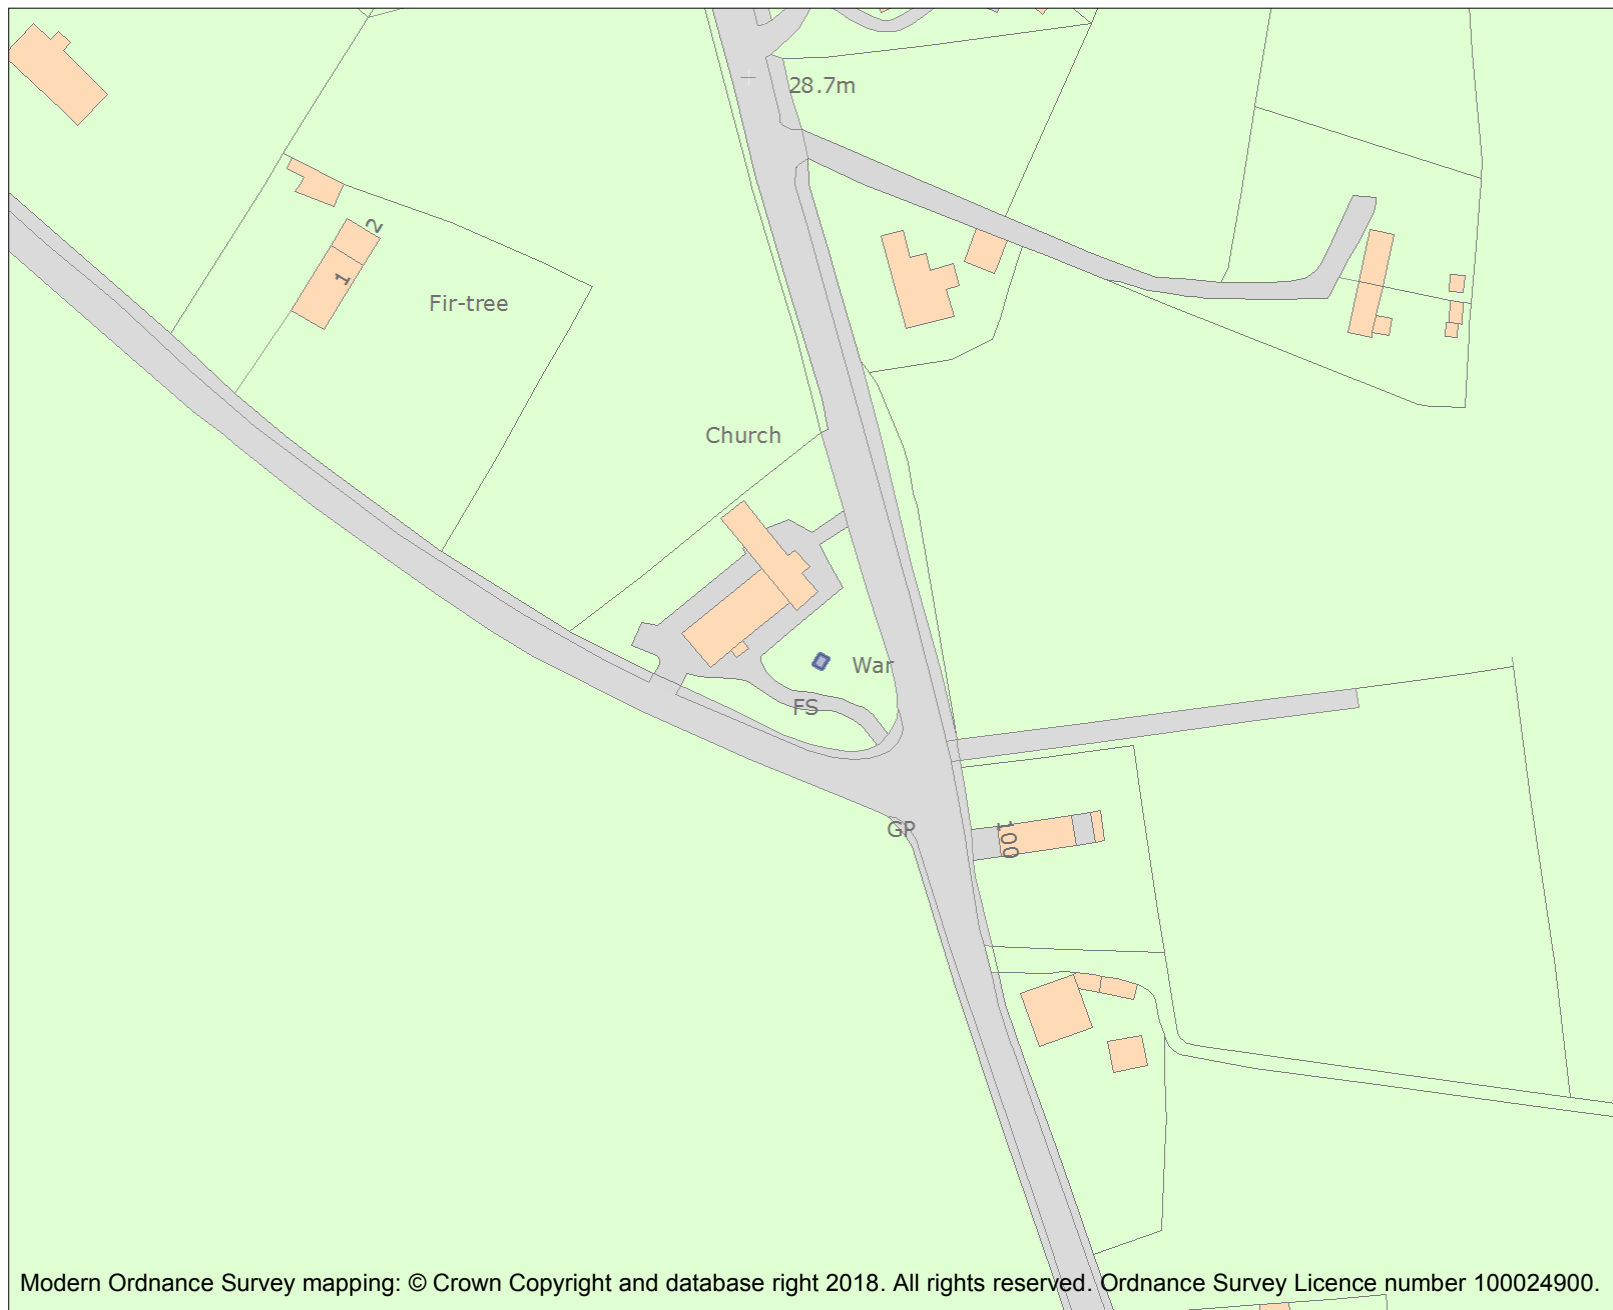 28.7m
2
1
Fir-tree
Church
War
FS
GP
100
Modern Ordnance Survey mapping: © Crown Copyright and database right 2018. All rights reserved. Ordnance Survey Licence number 100024900.